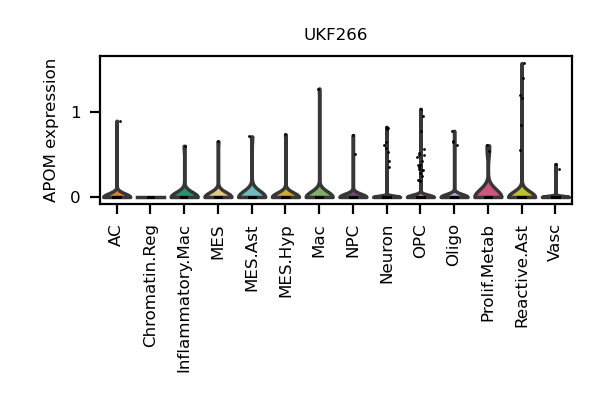 UKF266
APOM expression
1
0
AC
Chromatin.Reg
Inflammatory.Mac
MES
MES.Ast
MES.Hyp
Mac
NPC
Neuron
OPC
Oligo
Prolif.Metab
Reactive.Ast
Vasc